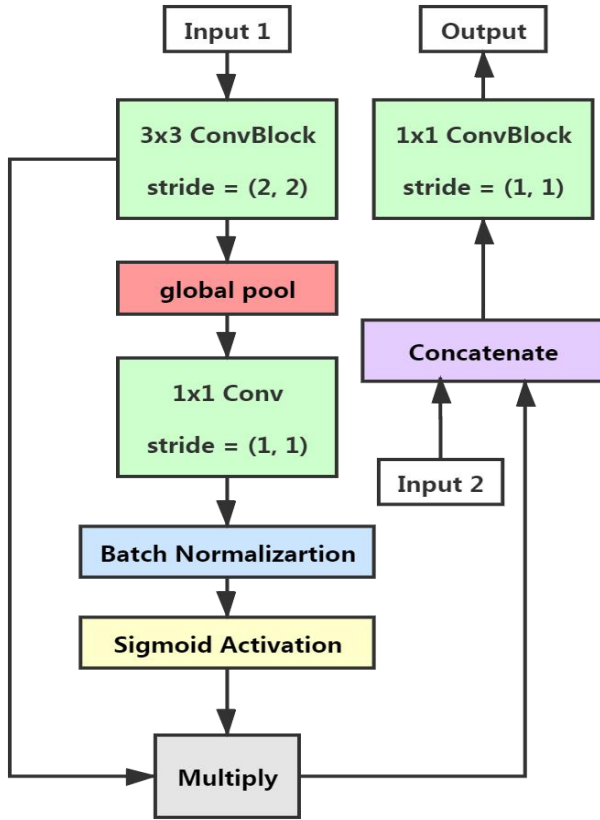 Input 1
3x3 ConvBlock
stride = (2, 2)
global pool
1x1 Conv
stride = (1, 1)
Batch Normalizartion
Sigmoid Activation
Multiply
Output
1x1 ConvBlock
stride = (1, 1)
Concatenate
Input 2